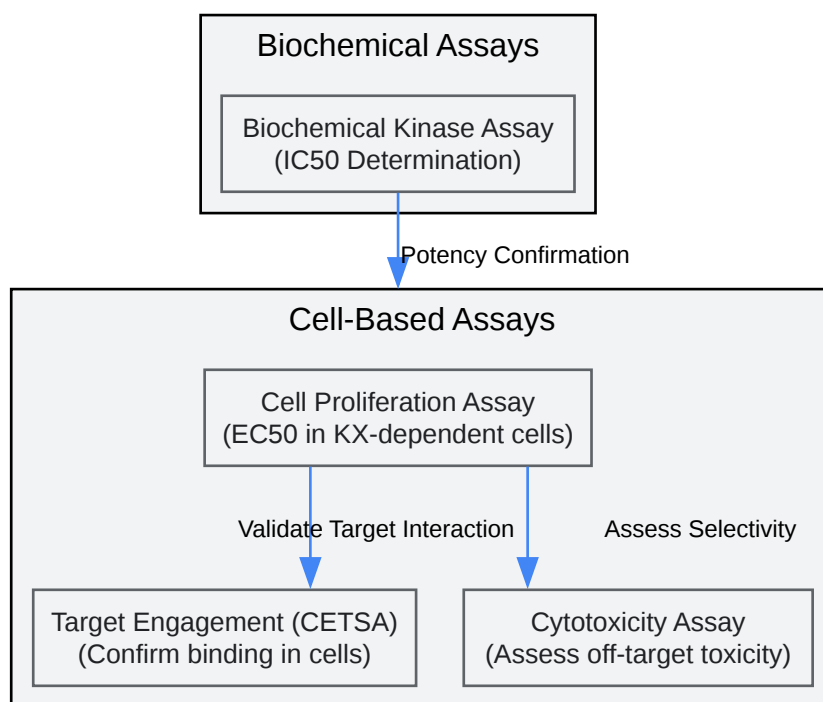 Biochemical Assays
Biochemical Kinase Assay
(IC50 Determination)
Potency Confirmation
Cell-Based Assays
Cell Proliferation Assay
(EC50 in KX-dependent cells)
Validate Target Interaction
Assess Selectivity
Target Engagement (CETSA)
(Confirm binding in cells)
Cytotoxicity Assay
(Assess off-target toxicity)